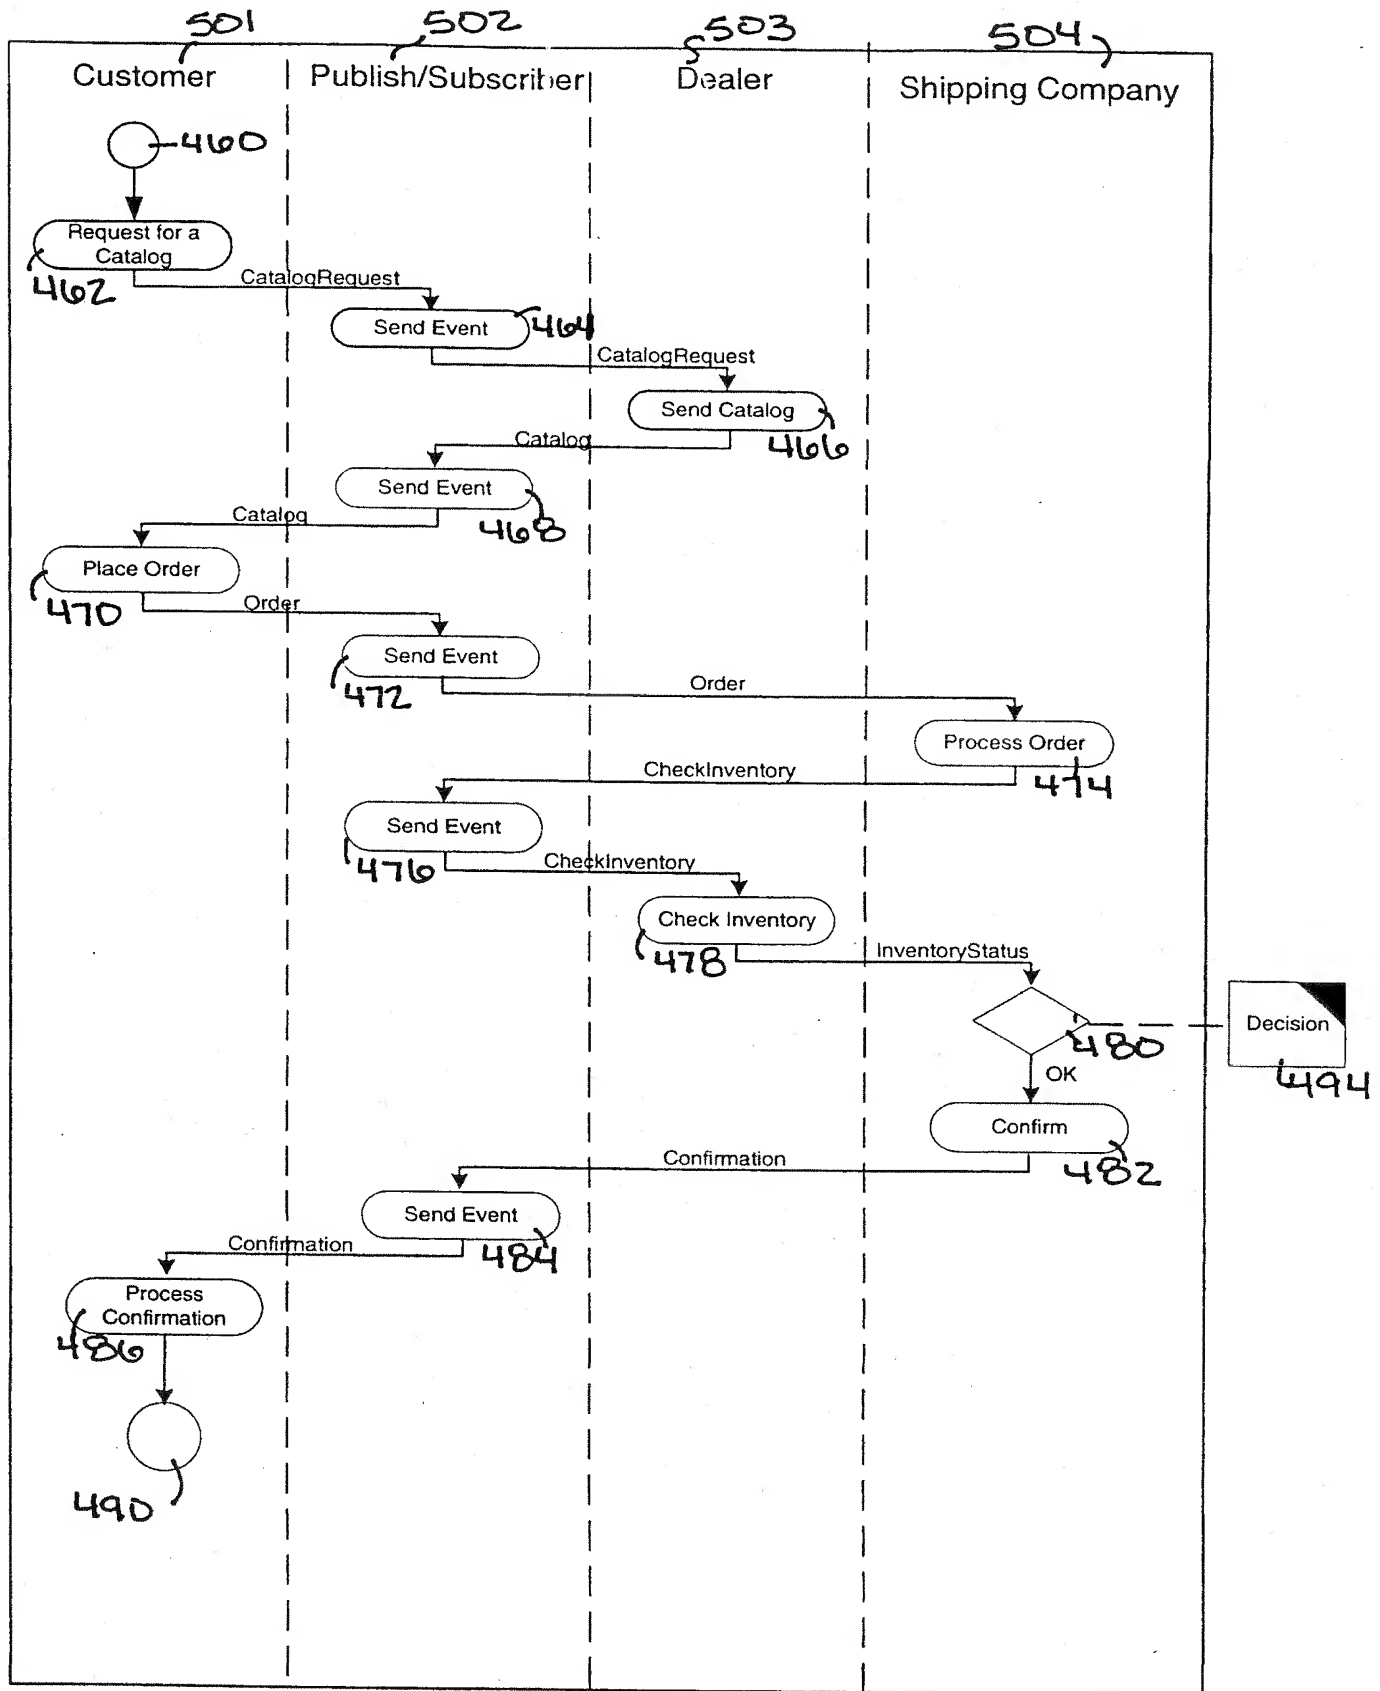 501
502
503
504
Customer
Publish/Subscriber
Dealer
Shipping Company
460
Request for a
Catalog
462
CatalogRequest
Send Event
464
CatalogRequest
Send Catalog
466
Catalog
Send Event
468
Catalog
Place Order
470
Order
Send Event
472
Order
Process Order
474
CheckInventory
Send Event
476
CheckInventory
Check Inventory
478
InventoryStatus
480
Decision
494
OK
Confirm
482
Confirmation
Send Event
484
Confirmation
Process
Confirmation
486
490